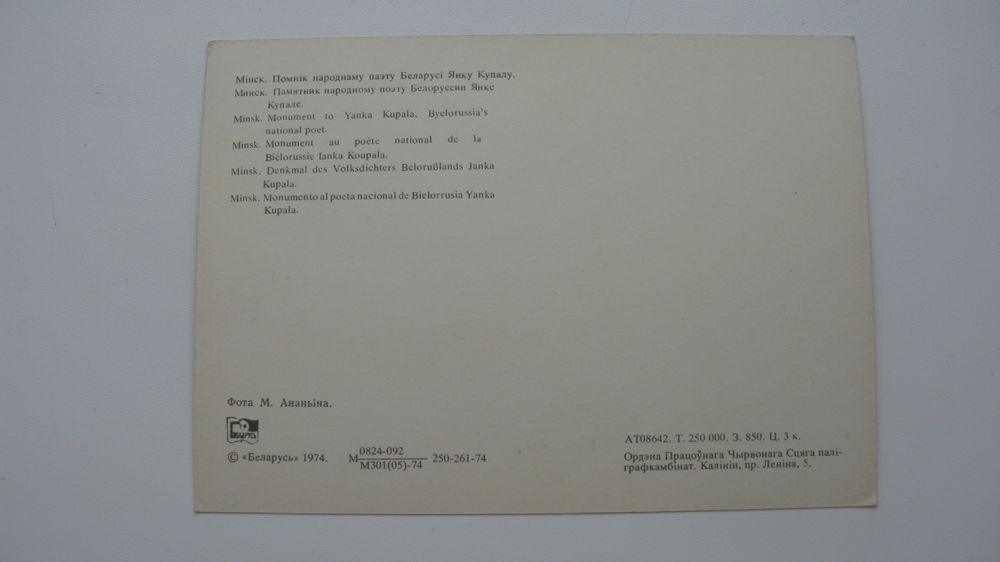 Мінск. Помнік народнаму паэту Беларусі Янку Купалу.
Минск. Памятник народному поэту Белоруссии Янке
Купале.
Minsk. Monument to Yanka Kupala, Byelorussia's
national poet.
Minsk. Monument au poète national de la
Biélorussie Ianka Koupala.
Minsk. Denkmal des Volksdichters Belorußlands Janka
Kupala.
Minsk. Monumento al poeta nacional de Bielorrusia Yanka
Kupala.
Фота М. Ананьіна.
БЕЛАРУСЬ
© «Беларусь» 1974.
М 0824-092
М301(05)-74 250-261-74
АТ08642. Т. 250 000. З. 850. Ц. 3 к.
Ордэна Працоўнага Чырвонага Сцяга палі-
графкамбінат. Калінін, пр. Леніна, 5.